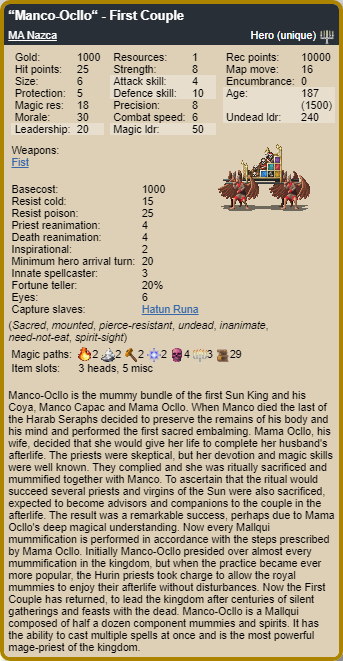 “Manco-Ocllo“ - First Couple
MA Nazca Hero (unique)
Gold: 1000 Resources: 1 Rec points: 10000
Hit points: 25 Strength: 8 Map move: 16
Size: 6 Attack skill: 4 Encumbrance: 0
Protection: 5 Defence skill: 10 Age: 187
Magic res: 18 Precision: 8 (1500)
Morale: 30 Combat speed: 6 Undead ldr: 240
Leadership: 20 Magic ldr: 50
Weapons:
Fist
Basecost: 1000
Resist cold: 15
Resist poison: 25
Priest reanimation: 4
Death reanimation: 4
Inspirational: 2
Minimum hero arrival turn: 20
Innate spellcaster: 3
Fortune teller: 20%
Eyes: 6
Capture slaves: Hatun Runa
(Sacred, mounted, pierce-resistant, undead, inanimate,
need-not-eat, spirit-sight)
Magic paths: 2 2 2 2 4 3 29
Item slots: 3 heads, 5 misc
Manco-Ocllo is the mummy bundle of the first Sun King and his
Coya, Manco Capac and Mama Ocllo. When Manco died the last of
the Harab Seraphs decided to preserve the remains of his body and
his mind and performed the first sacred embalming. Mama Ocllo, his
wife, decided that she would give her life to complete her husband's
afterlife. The priests were skeptical, but her devotion and magic skills
were well known. They complied and she was ritually sacrificed and
mummified together with Manco. To ascertain that the ritual would
succeed several priests and virgins of the Sun were also sacrificed,
expected to become advisors and companions to the couple in the
afterlife. The result was a remarkable success, perhaps due to Mama
Ocllo's deep magical understanding. Now every Mallqui
mummification is performed in accordance with the steps prescribed
by Mama Ocllo. Initially Manco-Ocllo presided over almost every
mummification in the kingdom, but when the practice became ever
more popular, the Hurin priests took charge to allow the royal
mummies to enjoy their afterlife without disturbances. Now the First
Couple has returned, to lead the kingdom after centuries of silent
gatherings and feasts with the dead. Manco-Ocllo is a Mallqui
composed of half a dozen component mummies and spirits. It has
the ability to cast multiple spells at once and is the most powerful
mage-priest of the kingdom.